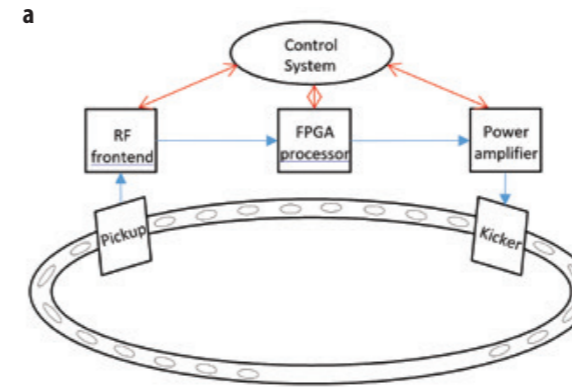 a
Control
System
RF
frontend
FPGA
processor
Power
amplifier
Pickup
Kicker